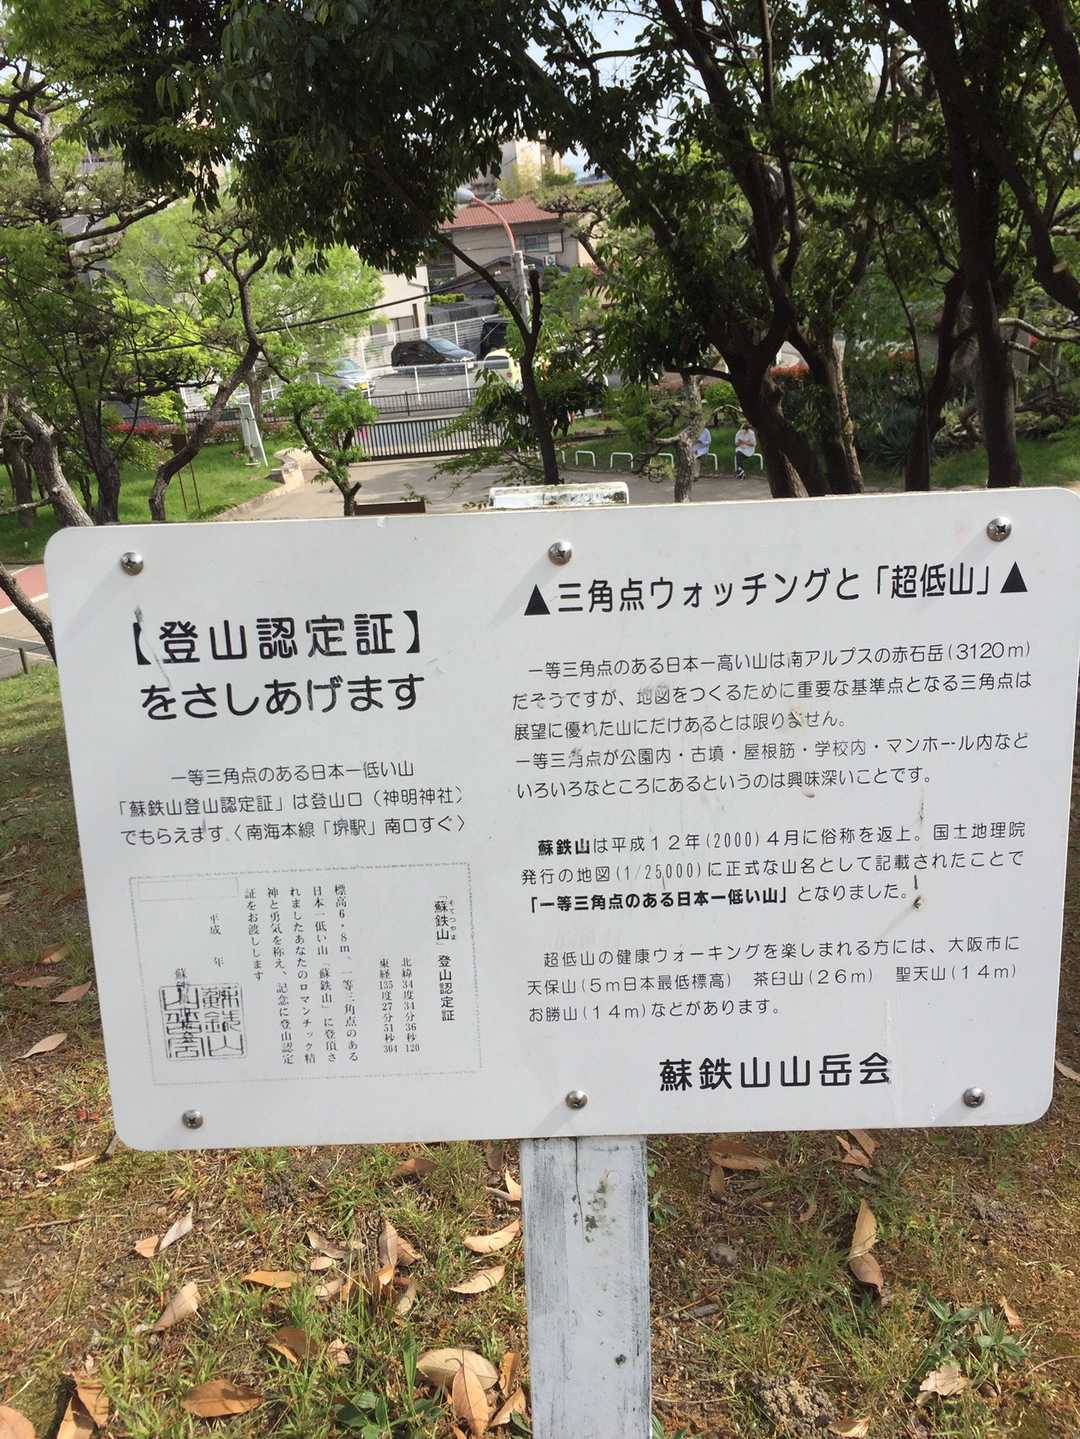 【登山認定証】
をさしあげます
一等三角点のある日本一低い山
「蘇鉄山登山認定証」は登山口(神明神社)
でもらえます。〈南海本線「堺駅」南口すぐ〉
「蘇鉄山」登山認定証
そてつやま
北緯34度34分36秒120
東経135度27分51秒304
標高6・8m、一等三角点のある
日本一低い山「蘇鉄山」に登頂さ
れましたあなたのロマンチック精
神と勇気を称え、記念に登山認定
証をお渡しします
平成 年
▲三角点ウォッチングと「超低山」▲
一等三角点のある日本一高い山は南アルプスの赤石岳(3120m)
だそうですが、地図をつくるために重要な基準点となる三角点は
展望に優れた山にだけあるとは限りません。
一等三角点が公園内・古墳・屋根筋・学校内・マンホール内など
いろいろなところにあるというのは興味深いことです。
蘇鉄山は平成12年(2000)4月に俗称を返上。国土地理院
発行の地図(1/25000)に正式な山名として記載されたことで
「一等三角点のある日本一低い山」となりました。
超低山の健康ウォーキングを楽しまれる方には、大阪市に
天保山(5m日本最低標高) 茶臼山(26m) 聖天山(14m)
お勝山(14m)などがあります。
蘇鉄山山岳会